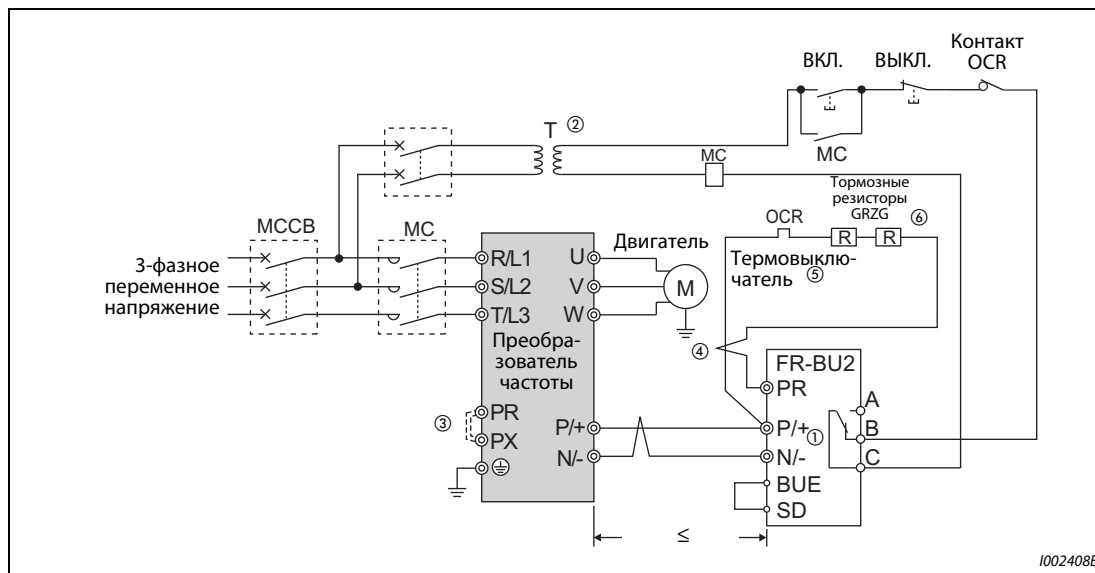 ВКЛ.
ВЫКЛ.
Контакт
OCR
T ②
MC
MC
Тормозные
резисторы
GRZG
⑥
OCR
R
R
Термовыклю-
чатель ⑤
MCCB
MC
3-фазное
переменное
напряжение
R/L1
S/L2
T/L3
U
V
W
Двигатель
M
Преобра-
зователь
частоты
④
FR-BU2
PR
A
③
PR
PX
P/+
N/-
P/+ ①
B
N/-
C
BUE
SD
≤
I002408E